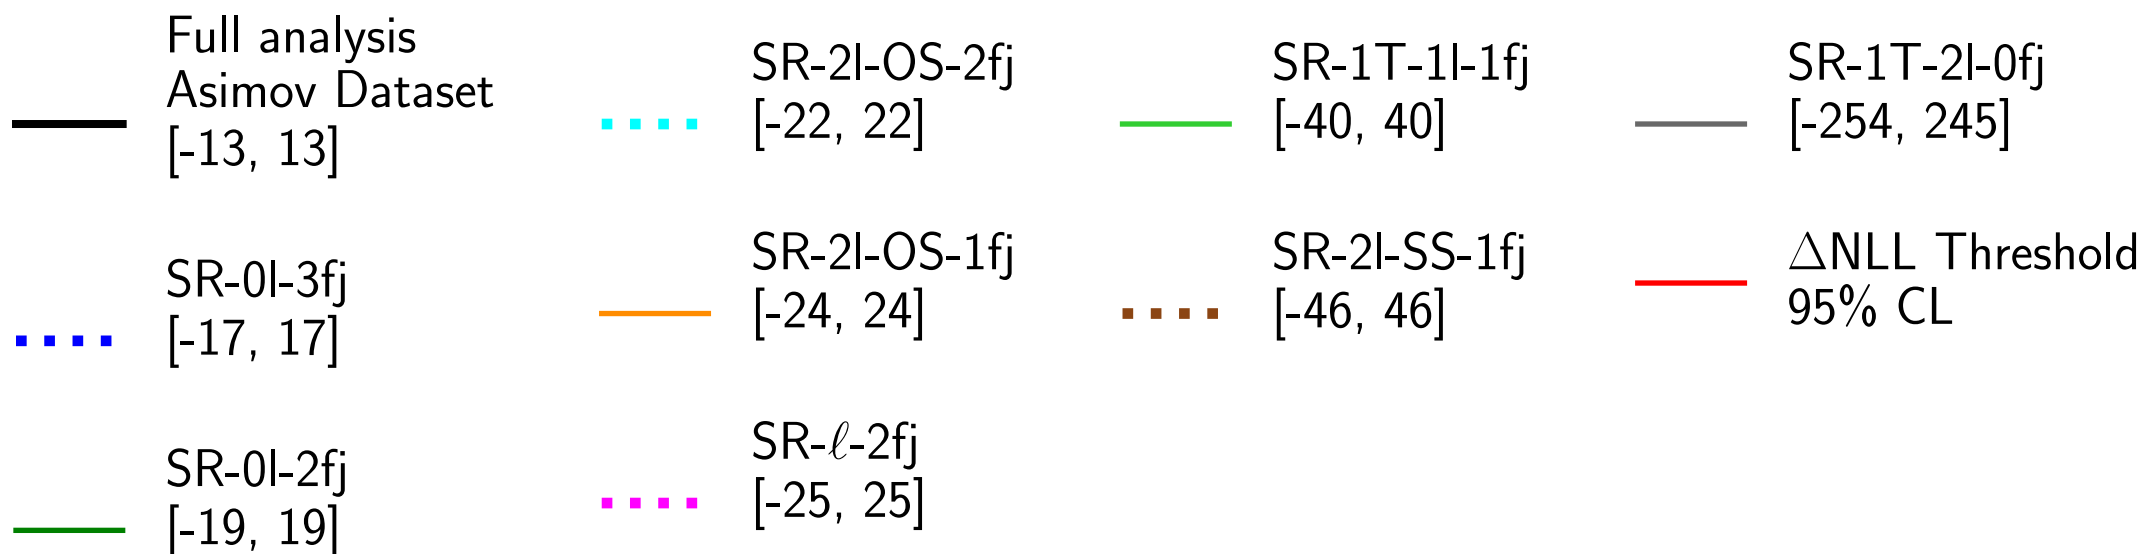 Full analysis
Asimov Dataset
[-13, 13]
SR-0l-3fj
[-17, 17]
SR-0l-2fj
[-19, 19]
SR-2l-OS-2fj
[-22, 22]
SR-2l-OS-1fj
[-24, 24]
SR-ℓ-2fj
[-25, 25]
SR-1T-1l-1fj
[-40, 40]
SR-2l-SS-1fj
[-46, 46]
SR-1T-2l-0fj
[-254, 245]
△NLL Threshold
95% CL